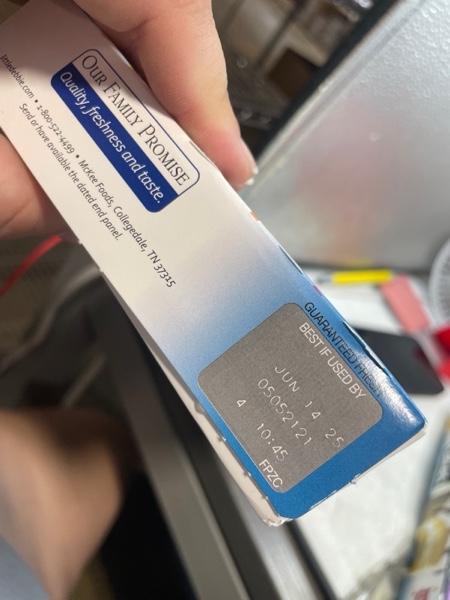 OUR FAMILY PROMISE
Quality, freshness and taste.
littledebbie.com • 1-800-522-4499 • McKee Foods, Collegedale, TN 37315
Send or have available the dated end panel.
GUARANTEED FRESH
BEST IF USED BY
JUN 14 25
05052121
4 10:45
FPZC